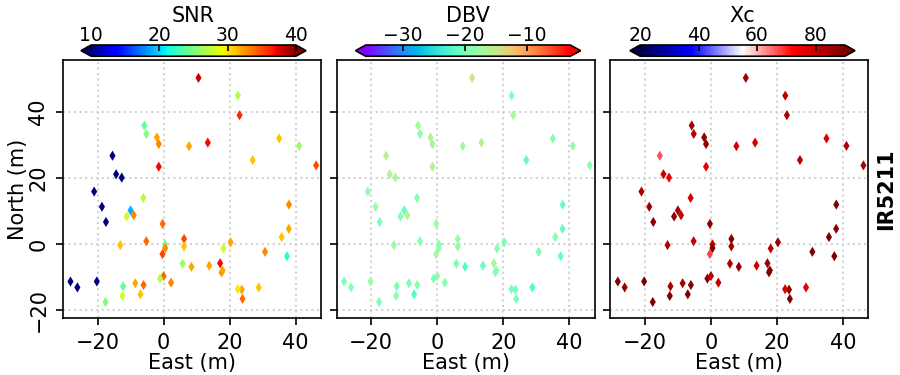 SNR DBV Xc
10 20 30 40 −30 −20 −10 20 40 60 80
North (m)
40
20
0
−20
IR5211
−20 0 20 40 −20 0 20 40 −20 0 20 40
East (m) East (m) East (m)